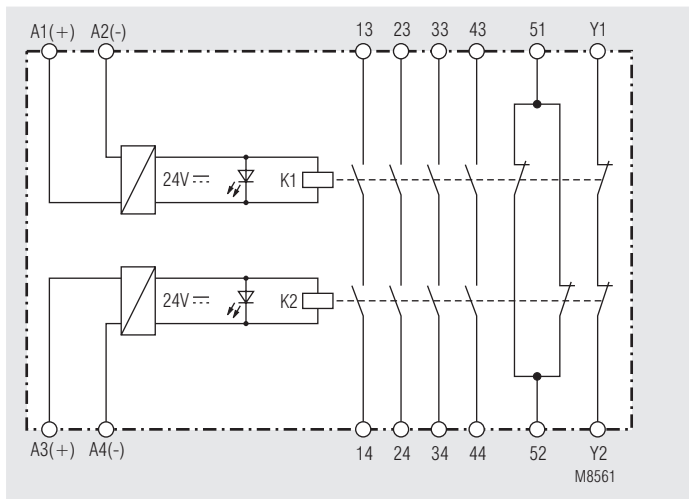 A1(+) A2(-) 13 23 33 43 51 Y1
24V ⎓ K1
24V ⎓ K2
A3(+) A4(-) 14 24 34 44 52 Y2
M8561